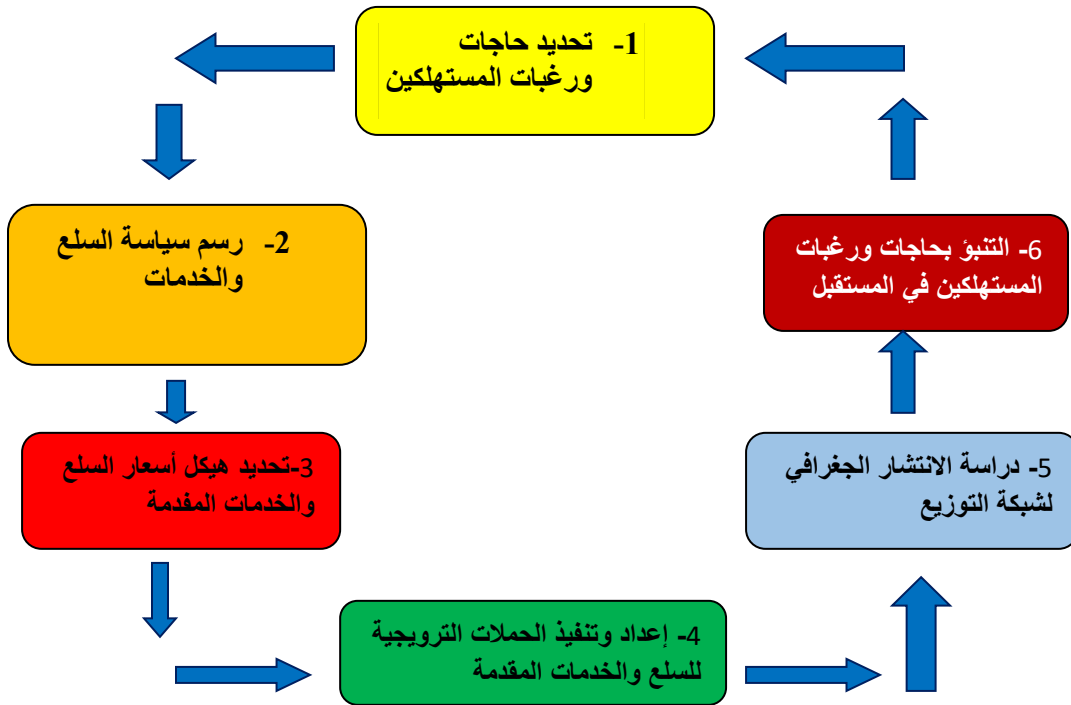 1- تحديد حاجات
ورغبات المستهلكين
2- رسم سياسة السلع
والخدمات
3-تحديد هيكل أسعار السلع
والخدمات المقدمة
4- إعداد وتنفيذ الحملات الترويجية
للسلع والخدمات المقدمة
5- دراسة الانتشار الجغرافي
لشبكة التوزيع
6- التنبؤ بحاجات ورغبات
المستهلكين في المستقبل